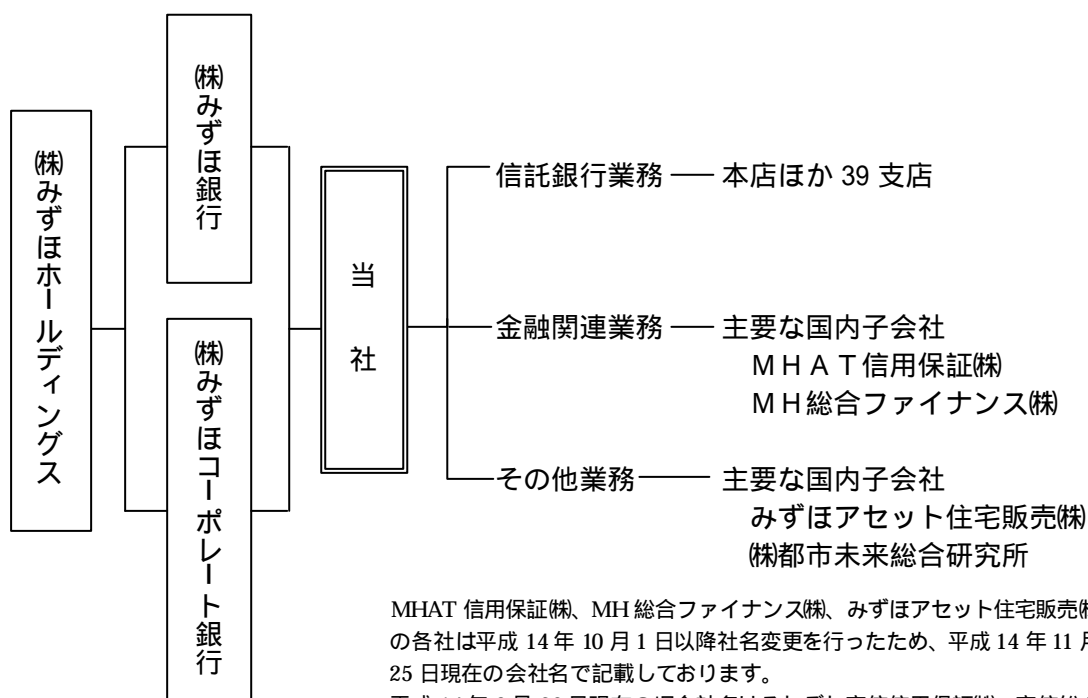 ㈱みずほホールディングス
㈱みずほ銀行
㈱みずほコーポレート銀行
当社
信託銀行業務 ── 本店ほか 39 支店
金融関連業務 ── 主要な国内子会社
ＭＨＡＴ信用保証㈱
ＭＨ総合ファイナンス㈱
その他業務 ── 主要な国内子会社
みずほアセット住宅販売㈱
㈱都市未来総合研究所
MHAT 信用保証㈱、MH 総合ファイナンス㈱、みずほアセット住宅販売㈱
の各社は平成 14 年 10 月 1 日以降社名変更を行ったため、平成 14 年 11 月
25 日現在の会社名で記載しております。